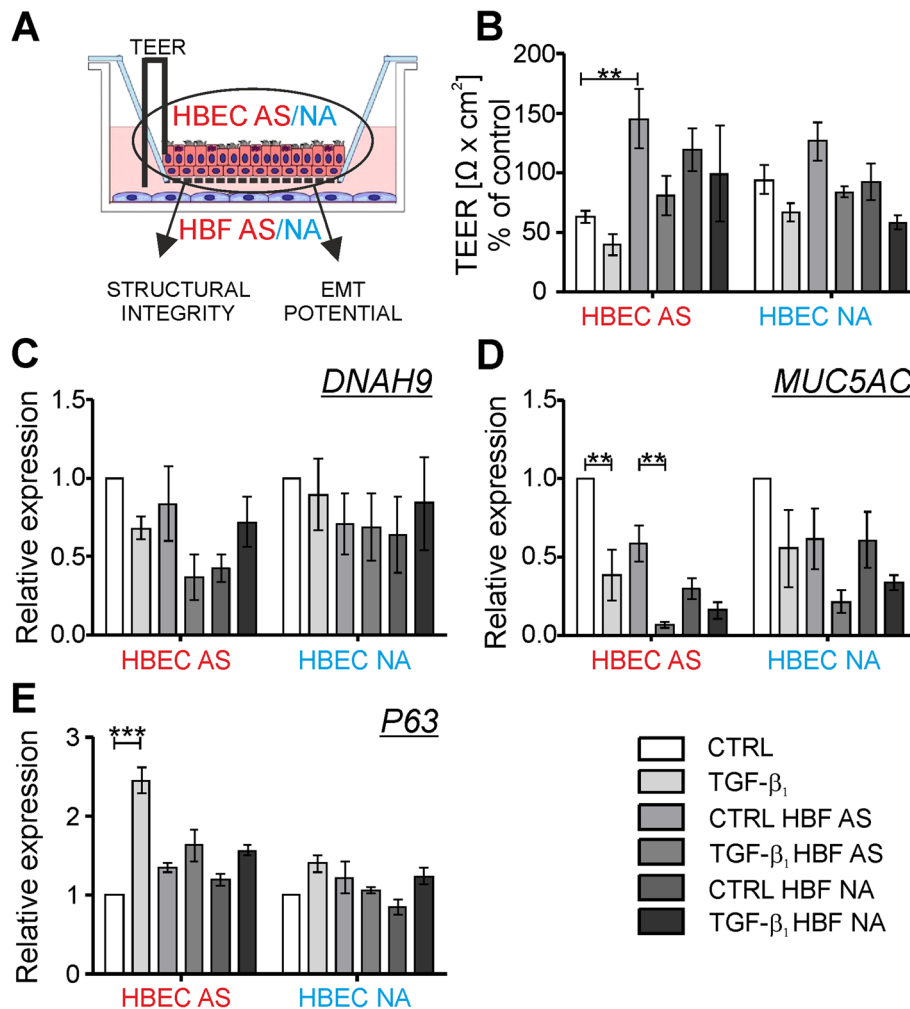 A
TEER
HBEC AS/NA
HBF AS/NA
STRUCTURAL
INTEGRITY
EMT
POTENTIAL
B
TEER [Ω x cm²]
% of control
200
150
100
50
0
**
HBEC AS
HBEC NA
C
DNAH9
Relative expression
1.5
1.0
0.5
0.0
HBEC AS
HBEC NA
D
MUC5AC
Relative expression
1.5
1.0
0.5
0.0
**
**
HBEC AS
HBEC NA
E
P63
Relative expression
3
2
1
0
***
HBEC AS
HBEC NA
CTRL
TGF-β₁
CTRL HBF AS
TGF-β₁ HBF AS
CTRL HBF NA
TGF-β₁ HBF NA